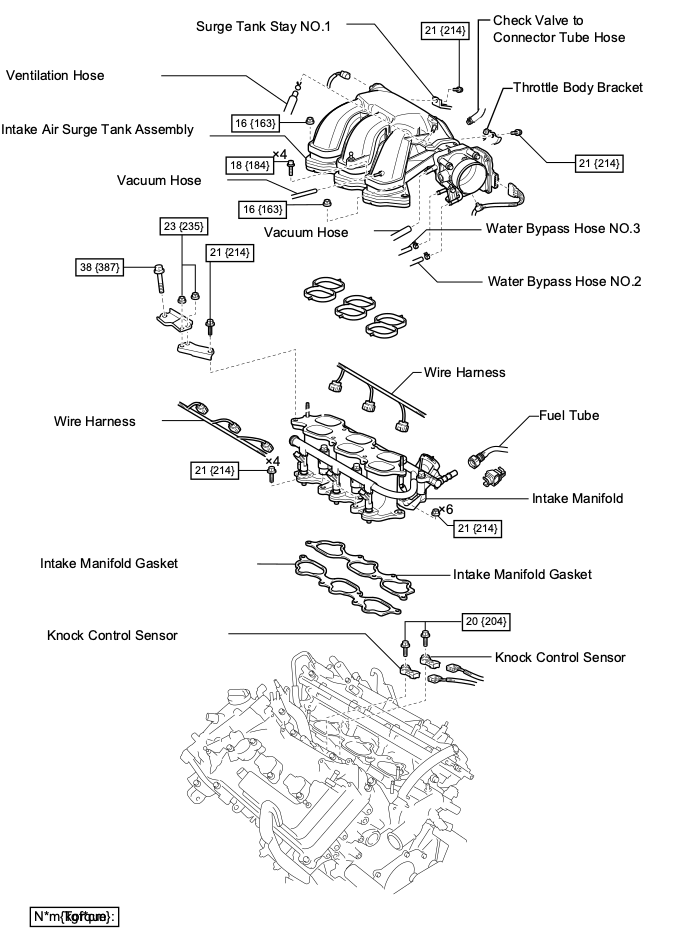 Surge Tank Stay NO.1
21 {214}
Check Valve to
Connector Tube Hose
Ventilation Hose
Throttle Body Bracket
16 {163}
Intake Air Surge Tank Assembly
×4
18 {184}
21 {214}
Vacuum Hose
16 {163}
23 {235}
Vacuum Hose
Water Bypass Hose NO.3
21 {214}
38 {387}
Water Bypass Hose NO.2
Wire Harness
Wire Harness
Fuel Tube
×4
21 {214}
Intake Manifold
×6
21 {214}
Intake Manifold Gasket
Intake Manifold Gasket
20 {204}
Knock Control Sensor
Knock Control Sensor
N*m